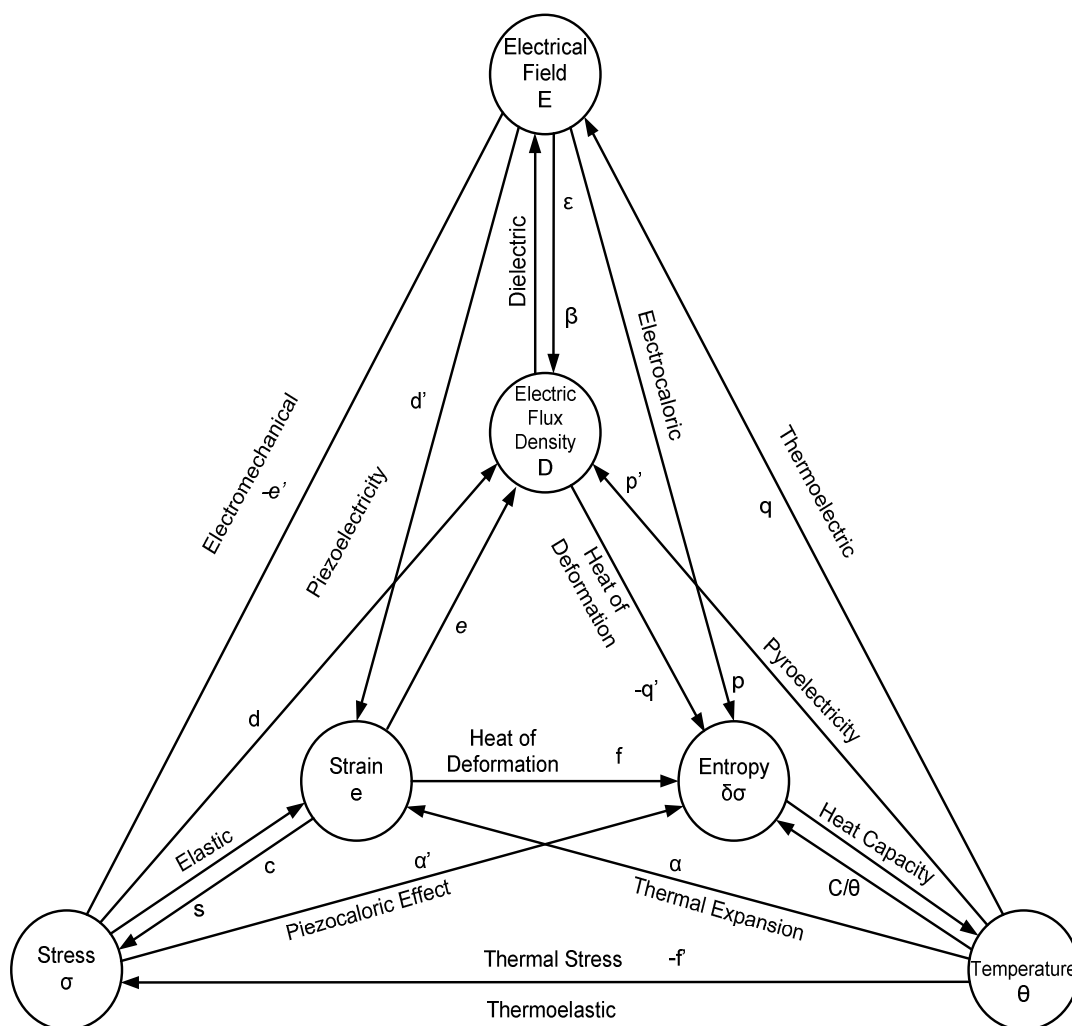 Electrical
Field
E
ε
Dielectric
β
Electrocaloric
Electric
Flux
Density
D
d’
Electromechanical
-e’
Piezoelectricity
p’
q
Thermoelectric
Heat of
Deformation
e
-q’
p
Pyroelectricity
d
Strain
e
Heat of
Deformation
f
Entropy
δσ
Elastic
c
s
α’
Piezocaloric Effect
α
Thermal Expansion
Heat Capacity
C/θ
Stress
σ
Thermal Stress -f’
Thermoelastic
Temperature
θ